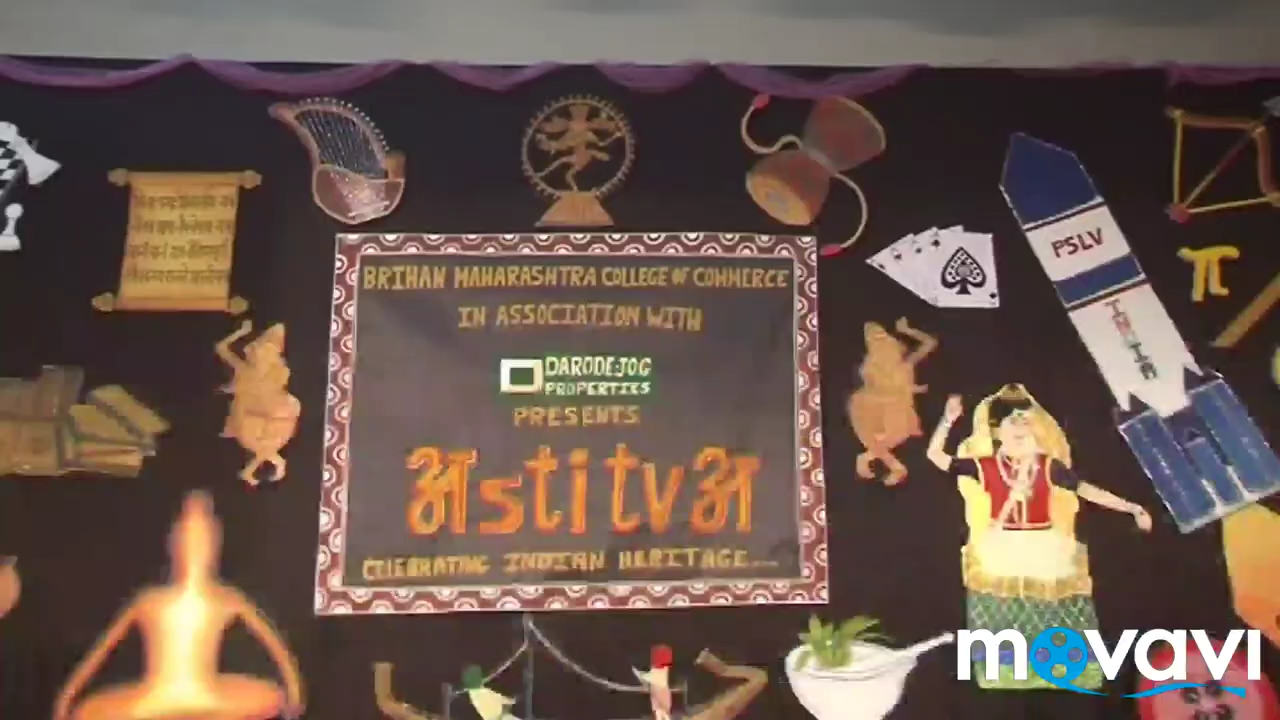 BRIHAN MAHARASHTRA COLLEGE OF COMMERCE
IN ASSOCIATION WITH
DARODE·JOG
PROPERTIES
PRESENTS
अstitvअ
CELEBRATING INDIAN HERITAGE...
PSLV
INDIA
π
movavi